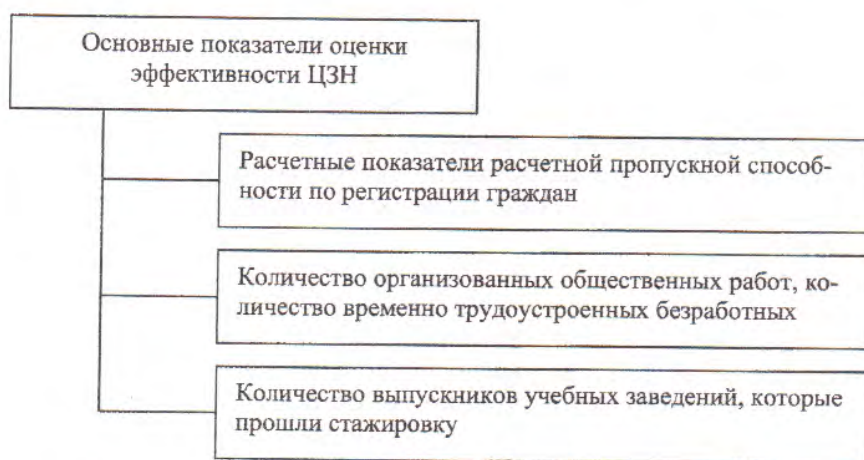 Основные показатели оценки
эффективности ЦЗН
Расчетные показатели расчетной пропускной способ-
ности по регистрации граждан
Количество организованных общественных работ, ко-
личество временно трудоустроенных безработных
Количество выпускников учебных заведений, которые
прошли стажировку